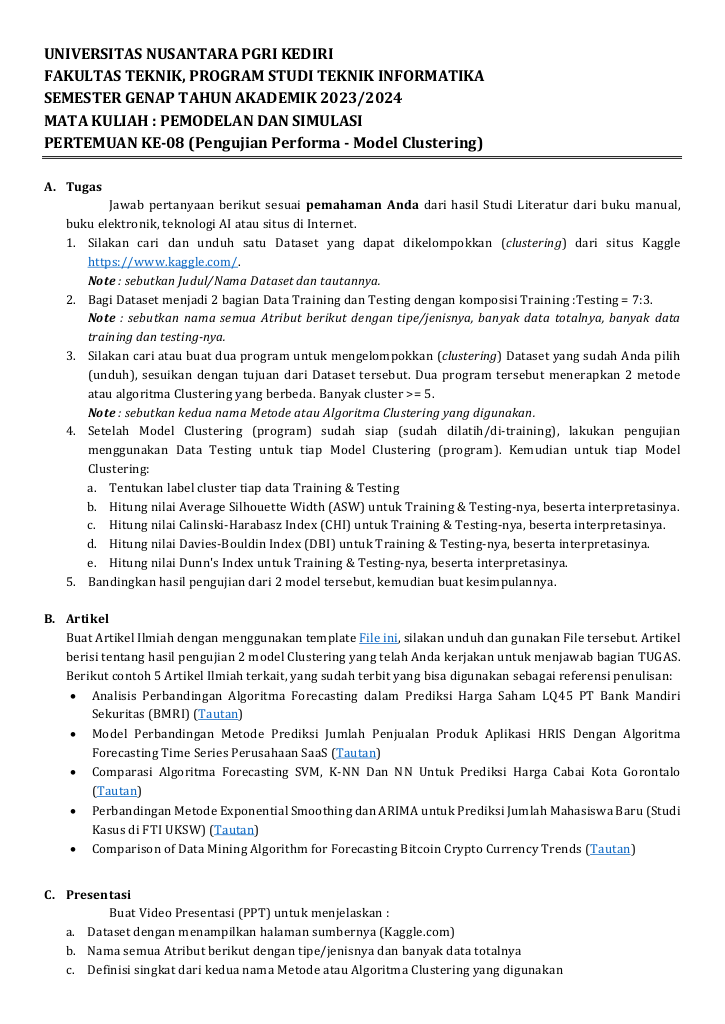 UNIVERSITAS NUSANTARA PGRI KEDIRI
FAKULTAS TEKNIK, PROGRAM STUDI TEKNIK INFORMATIKA
SEMESTER GENAP TAHUN AKADEMIK 2023/2024
MATA KULIAH : PEMODELAN DAN SIMULASI
PERTEMUAN KE-08 (Pengujian Performa - Model Clustering)
A. Tugas
Jawab pertanyaan berikut sesuai pemahaman Anda dari hasil Studi Literatur dari buku manual,
buku elektronik, teknologi AI atau situs di Internet.
1. Silakan cari dan unduh satu Dataset yang dapat dikelompokkan (clustering) dari situs Kaggle
https://www.kaggle.com/.
Note : sebutkan Judul/Nama Dataset dan tautannya.
2. Bagi Dataset menjadi 2 bagian Data Training dan Testing dengan komposisi Training :Testing = 7:3.
Note : sebutkan nama semua Atribut berikut dengan tipe/jenisnya, banyak data totalnya, banyak data
training dan testing-nya.
3. Silakan cari atau buat dua program untuk mengelompokkan (clustering) Dataset yang sudah Anda pilih
(unduh), sesuikan dengan tujuan dari Dataset tersebut. Dua program tersebut menerapkan 2 metode
atau algoritma Clustering yang berbeda. Banyak cluster >= 5.
Note : sebutkan kedua nama Metode atau Algoritma Clustering yang digunakan.
4. Setelah Model Clustering (program) sudah siap (sudah dilatih/di-training), lakukan pengujian
menggunakan Data Testing untuk tiap Model Clustering (program). Kemudian untuk tiap Model
Clustering:
a. Tentukan label cluster tiap data Training & Testing
b. Hitung nilai Average Silhouette Width (ASW) untuk Training & Testing-nya, beserta interpretasinya.
c. Hitung nilai Calinski-Harabasz Index (CHI) untuk Training & Testing-nya, beserta interpretasinya.
d. Hitung nilai Davies-Bouldin Index (DBI) untuk Training & Testing-nya, beserta interpretasinya.
e. Hitung nilai Dunn's Index untuk Training & Testing-nya, beserta interpretasinya.
5. Bandingkan hasil pengujian dari 2 model tersebut, kemudian buat kesimpulannya.
B. Artikel
Buat Artikel Ilmiah dengan menggunakan template File ini, silakan unduh dan gunakan File tersebut. Artikel
berisi tentang hasil pengujian 2 model Clustering yang telah Anda kerjakan untuk menjawab bagian TUGAS.
Berikut contoh 5 Artikel Ilmiah terkait, yang sudah terbit yang bisa digunakan sebagai referensi penulisan:
• Analisis Perbandingan Algoritma Forecasting dalam Prediksi Harga Saham LQ45 PT Bank Mandiri
Sekuritas (BMRI) (Tautan)
• Model Perbandingan Metode Prediksi Jumlah Penjualan Produk Aplikasi HRIS Dengan Algoritma
Forecasting Time Series Perusahaan SaaS (Tautan)
• Comparasi Algoritma Forecasting SVM, K-NN Dan NN Untuk Prediksi Harga Cabai Kota Gorontalo
(Tautan)
• Perbandingan Metode Exponential Smoothing dan ARIMA untuk Prediksi Jumlah Mahasiswa Baru (Studi
Kasus di FTI UKSW) (Tautan)
• Comparison of Data Mining Algorithm for Forecasting Bitcoin Crypto Currency Trends (Tautan)
C. Presentasi
Buat Video Presentasi (PPT) untuk menjelaskan :
a. Dataset dengan menampilkan halaman sumbernya (Kaggle.com)
b. Nama semua Atribut berikut dengan tipe/jenisnya dan banyak data totalnya
c. Definisi singkat dari kedua nama Metode atau Algoritma Clustering yang digunakan